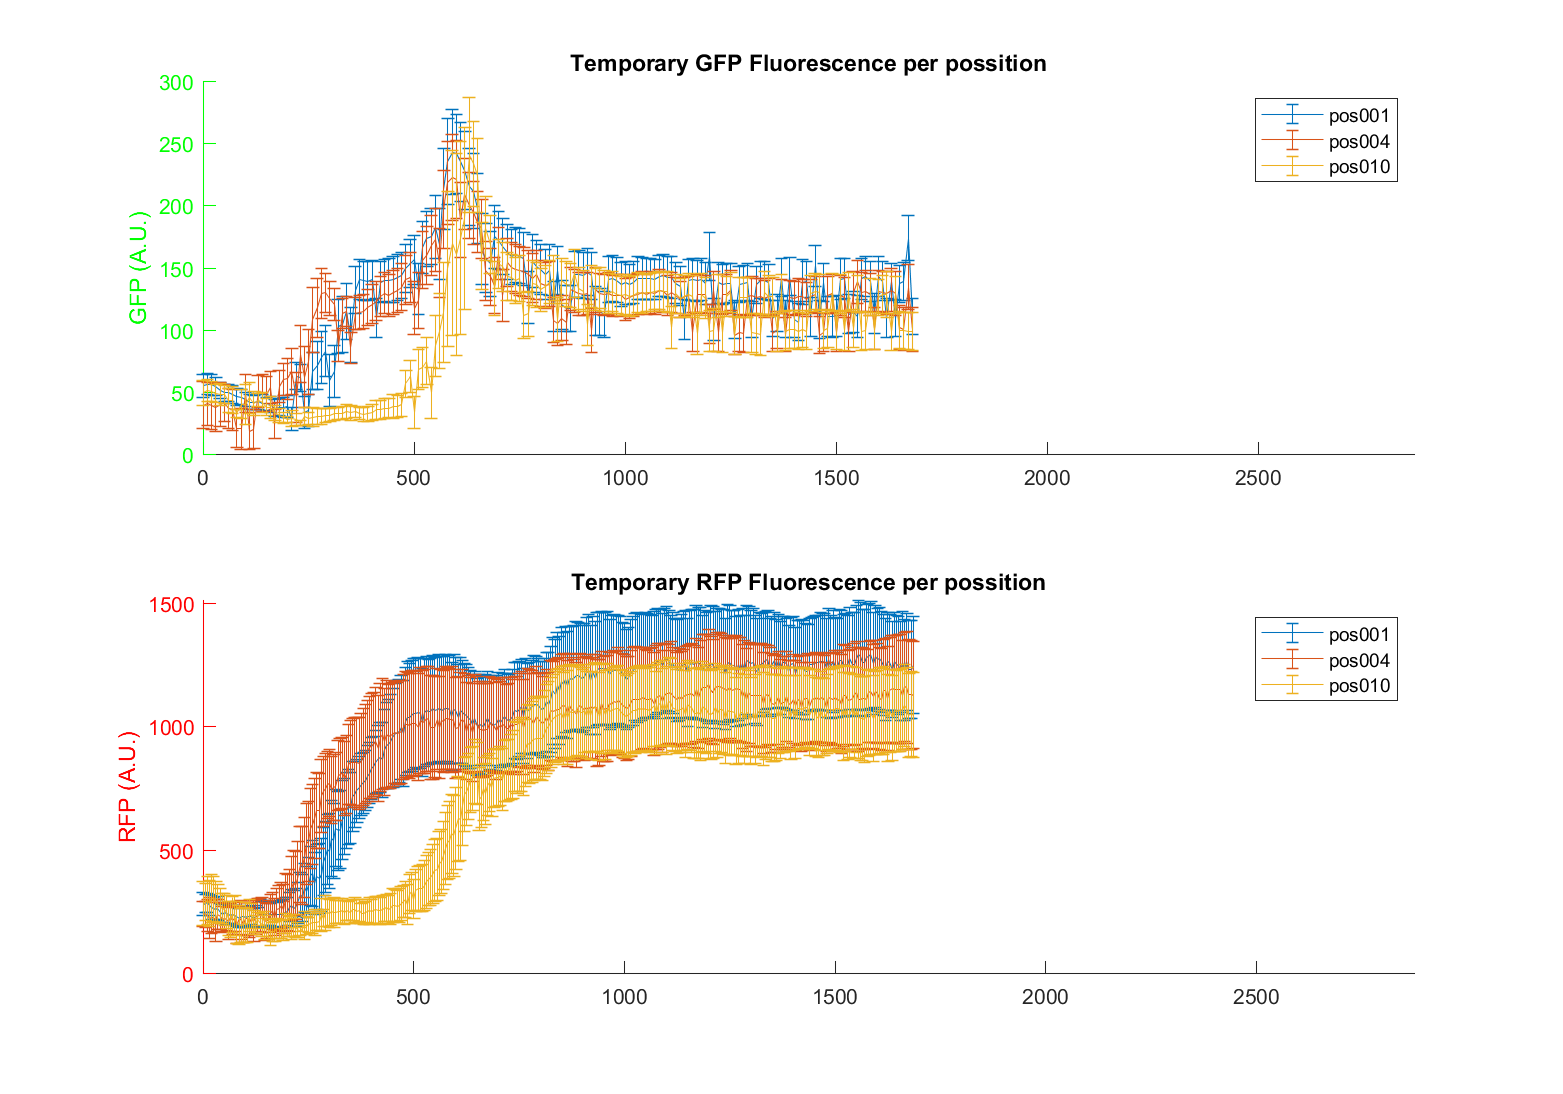 Temporary GFP Fluorescence per possition
300
250
200
150
100
50
0
GFP (A.U.)
pos001
pos004
pos010
0 500 1000 1500 2000 2500
Temporary RFP Fluorescence per possition
1500
1000
500
0
RFP (A.U.)
pos001
pos004
pos010
0 500 1000 1500 2000 2500